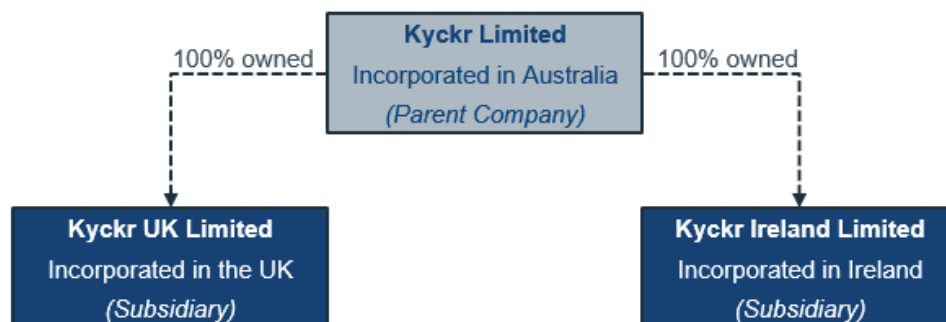 Kyckr Limited
100% owned
Incorporated in Australia
100% owned
(Parent Company)
Kyckr UK Limited
Incorporated in the UK
(Subsidiary)
Kyckr Ireland Limited
Incorporated in Ireland
(Subsidiary)